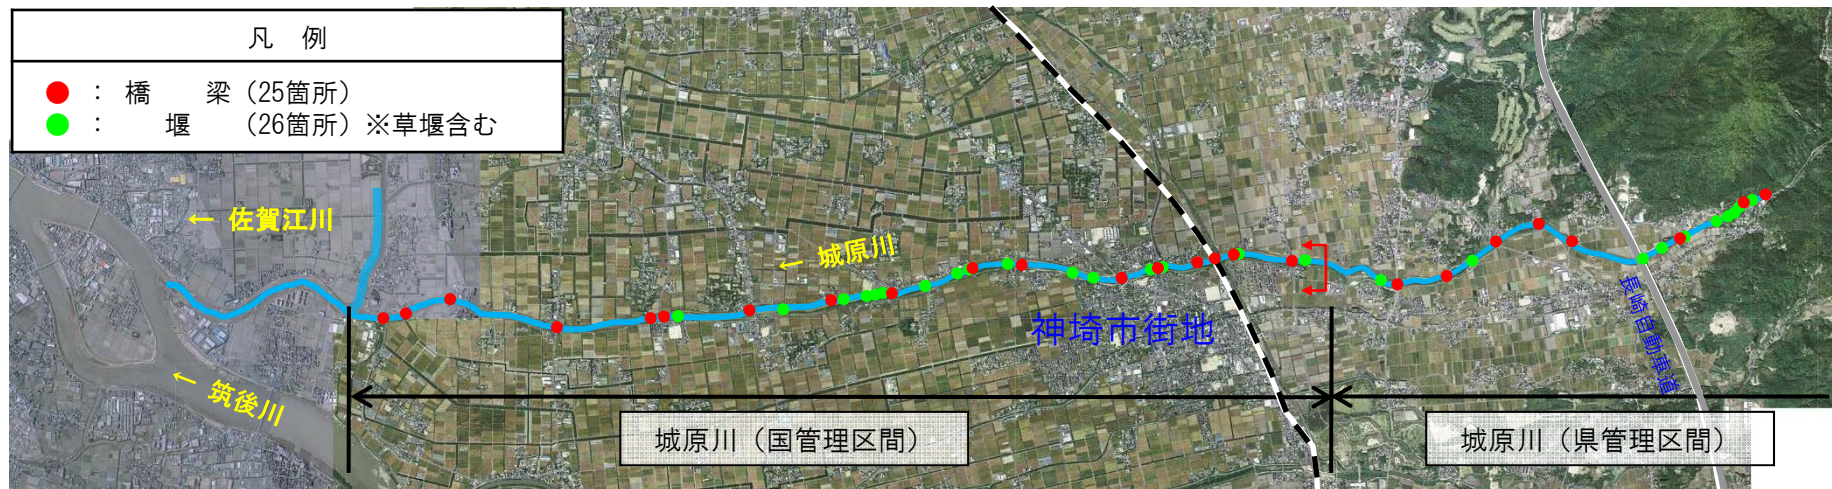 凡 例
● : 橋 梁（25箇所）
● : 堰 （26箇所）※草堰含む
← 佐賀江川
← 城原川
← 筑後川
神埼市街地
長崎自動車道
城原川（国管理区間）
城原川（県管理区間）